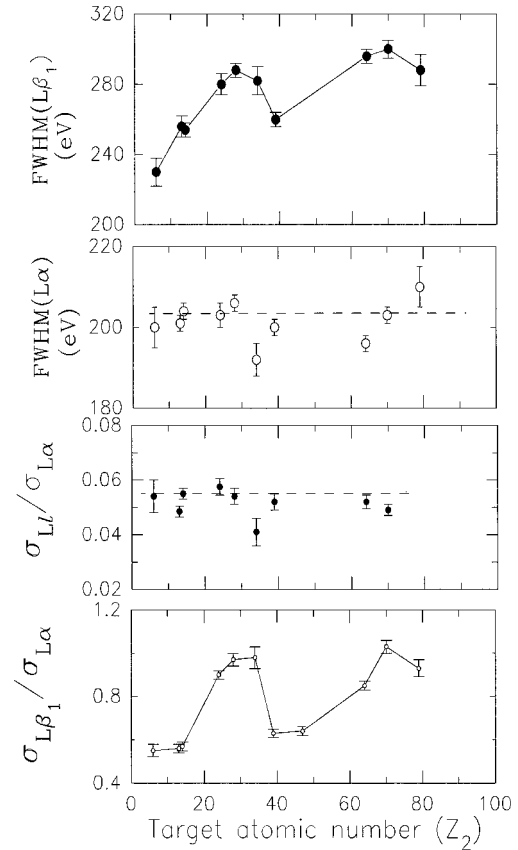 320
280
240
200
FWHM(Lβ₁)
(eV)
220
200
180
FWHM(Lα)
(eV)
0.08
0.06
0.04
0.02
σLl/σLα
1.2
0.8
0.4
σLβ₁/σLα
0 20 40 60 80 100
Target atomic number (Z₂)